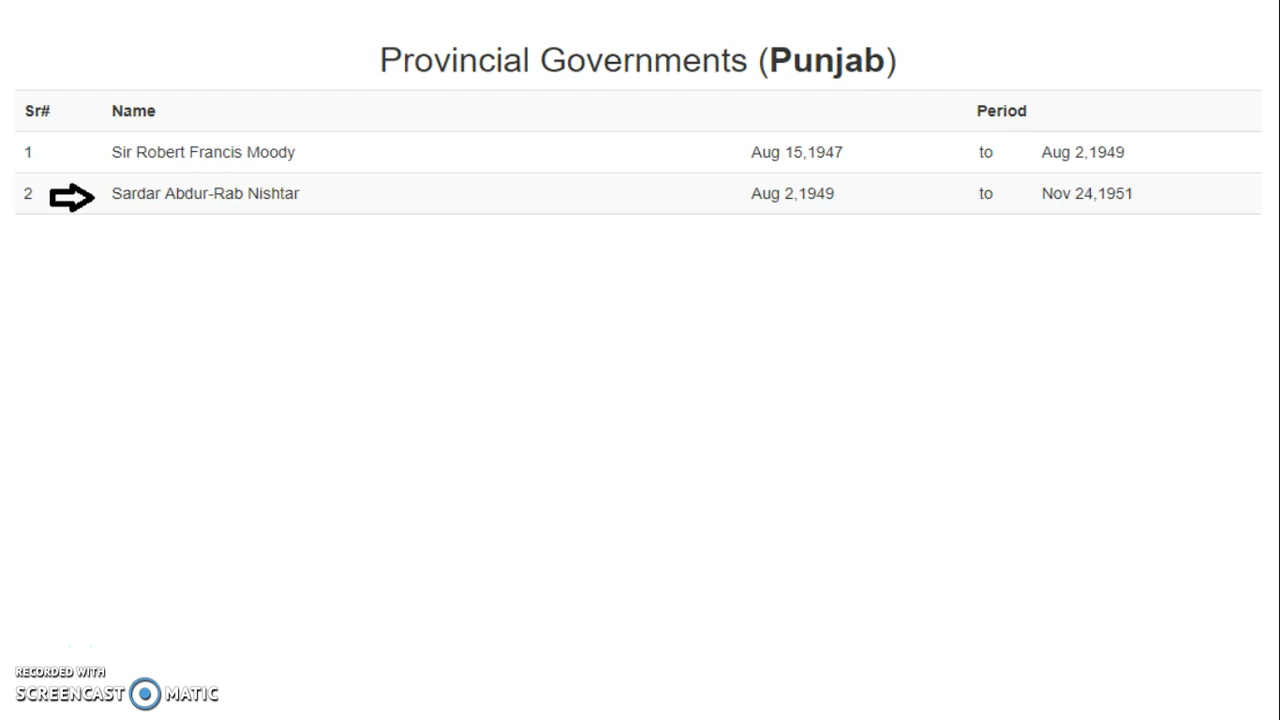 Provincial Governments (Punjab)
Sr# Name Period
1 Sir Robert Francis Moody Aug 15,1947 to Aug 2,1949
2 Sardar Abdur-Rab Nishtar Aug 2,1949 to Nov 24,1951
RECORDED WITH
SCREENCAST MATIC